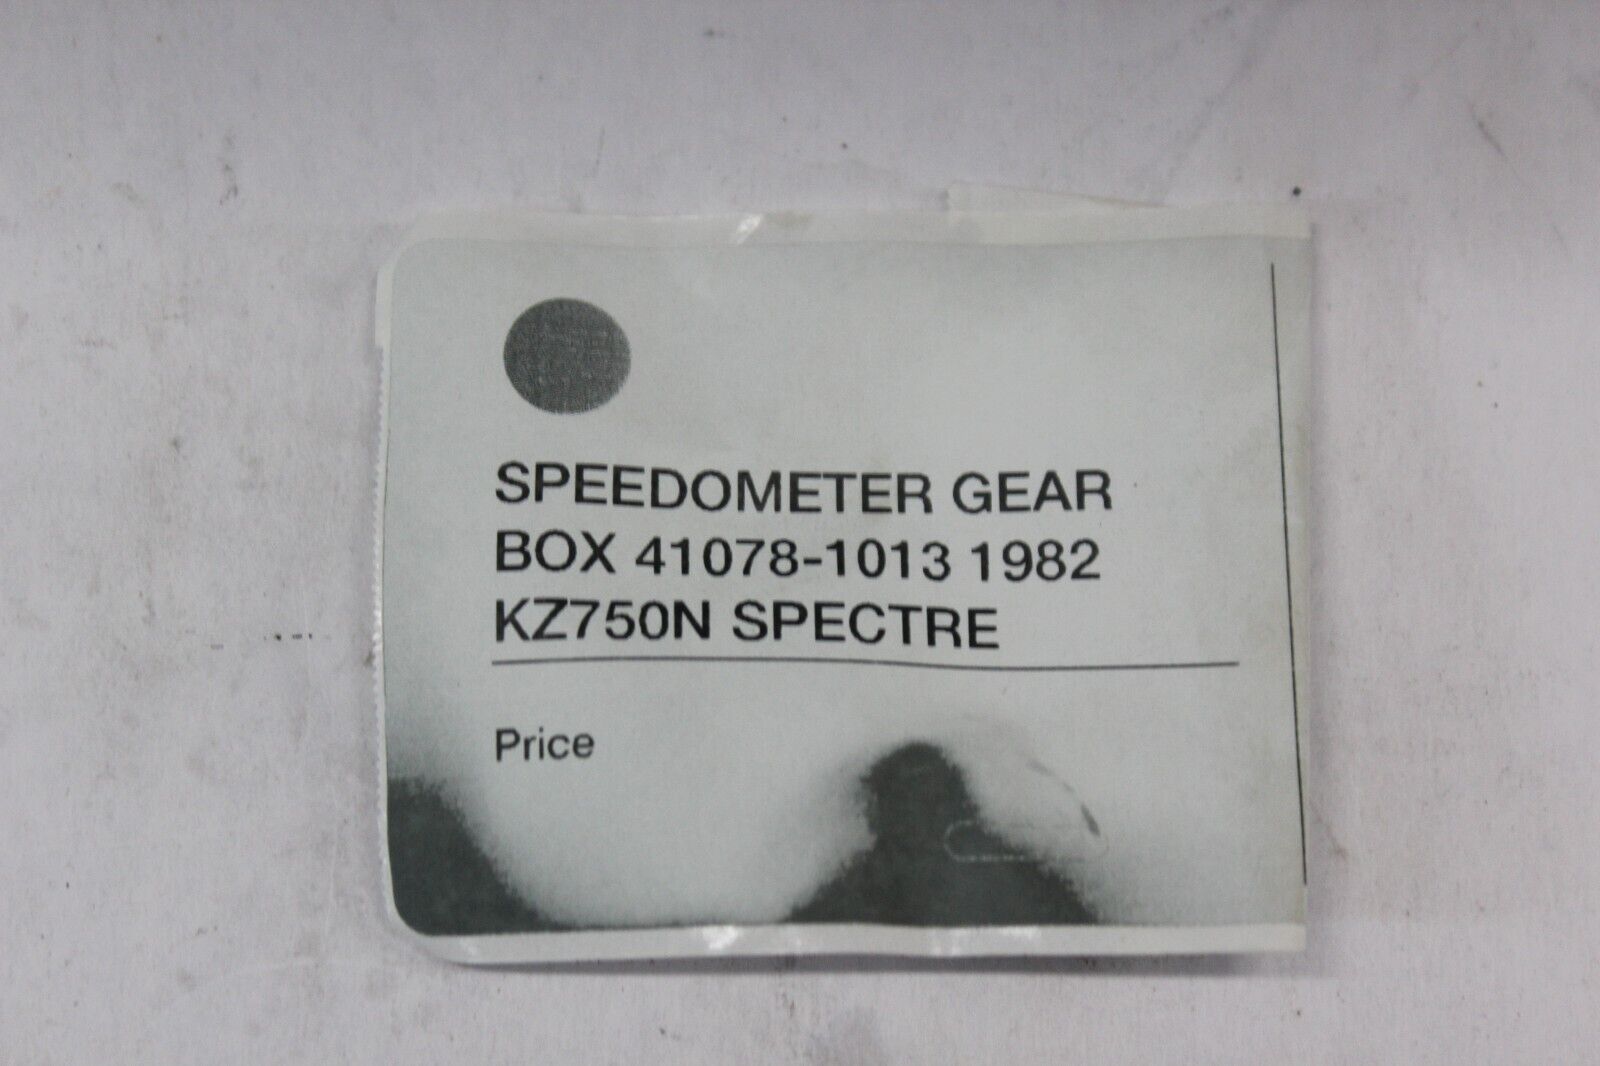 SPEEDOMETER GEAR
BOX 41078-1013 1982
KZ750N SPECTRE
Price